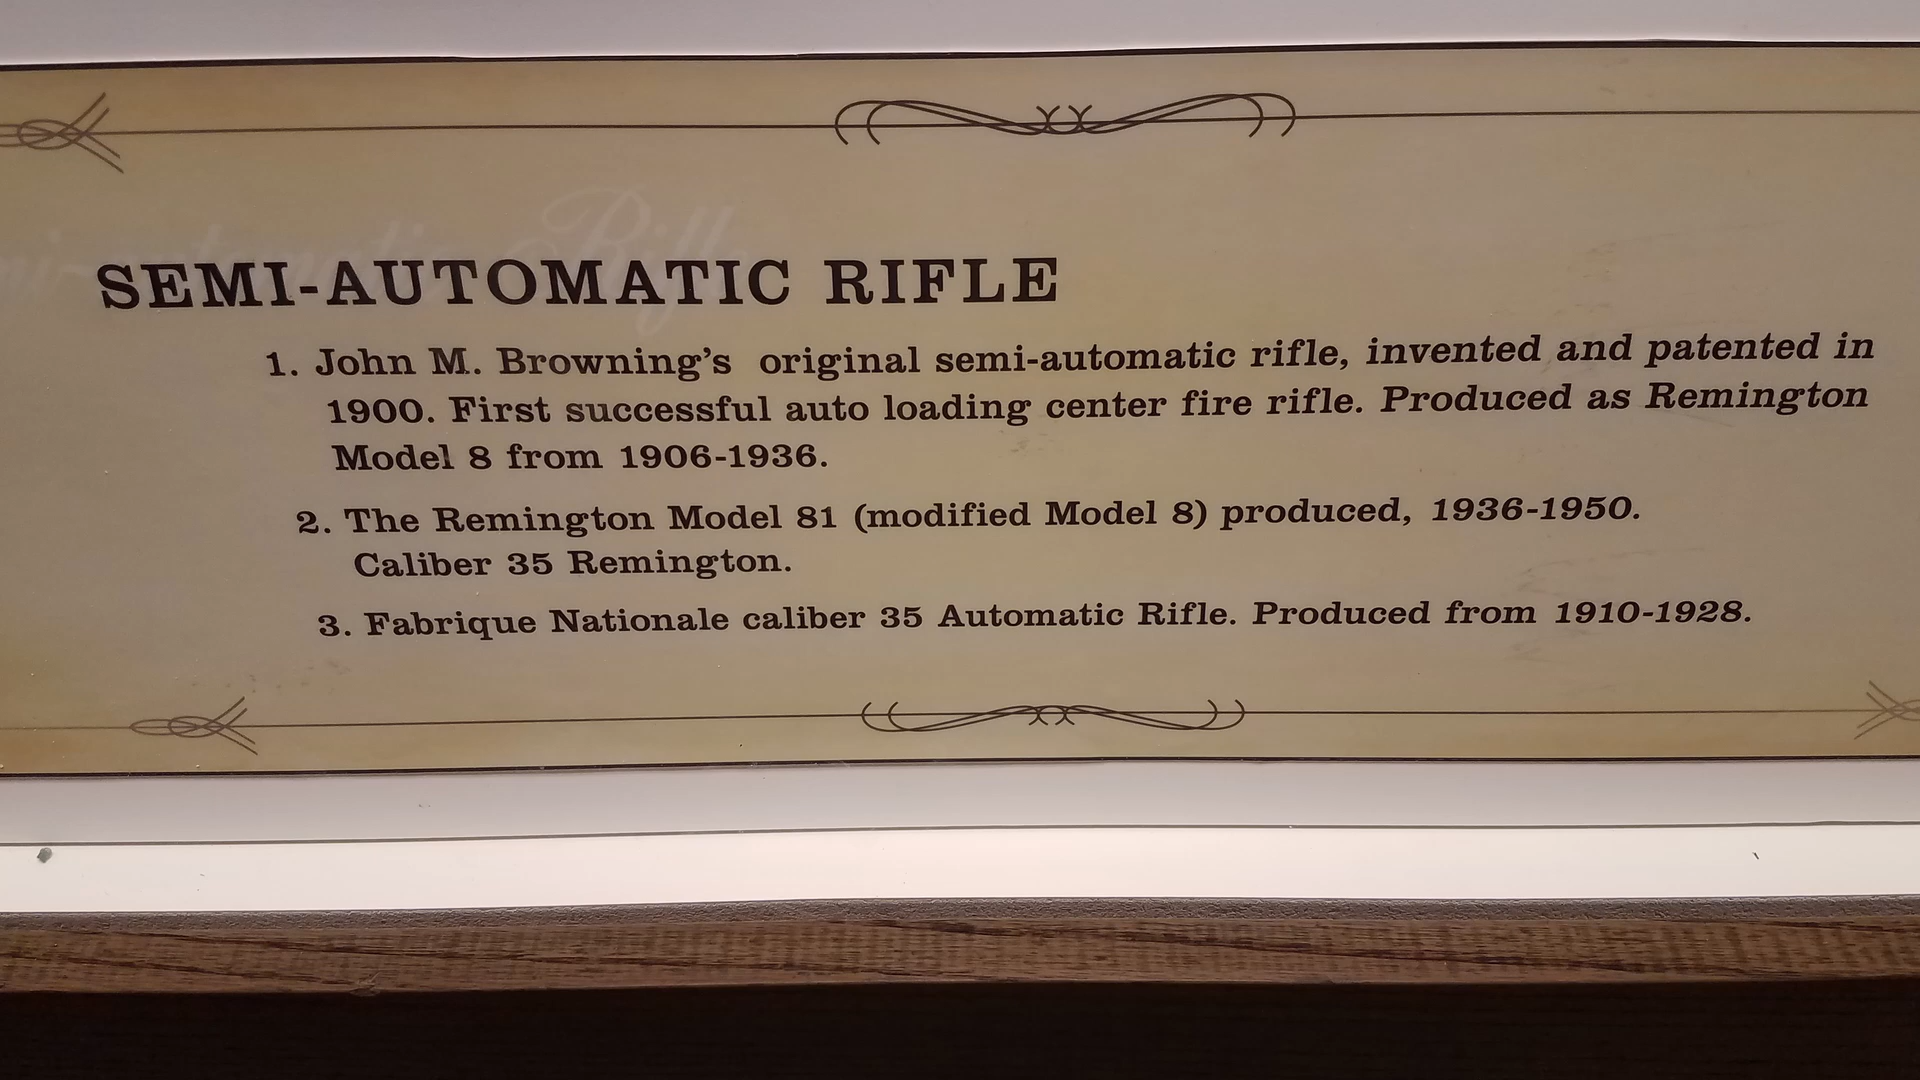 SEMI-AUTOMATIC RIFLE
1. John M. Browning's original semi-automatic rifle, invented and patented in
1900. First successful auto loading center fire rifle. Produced as Remington
Model 8 from 1906-1936.
2. The Remington Model 81 (modified Model 8) produced, 1936-1950.
Caliber 35 Remington.
3. Fabrique Nationale caliber 35 Automatic Rifle. Produced from 1910-1928.